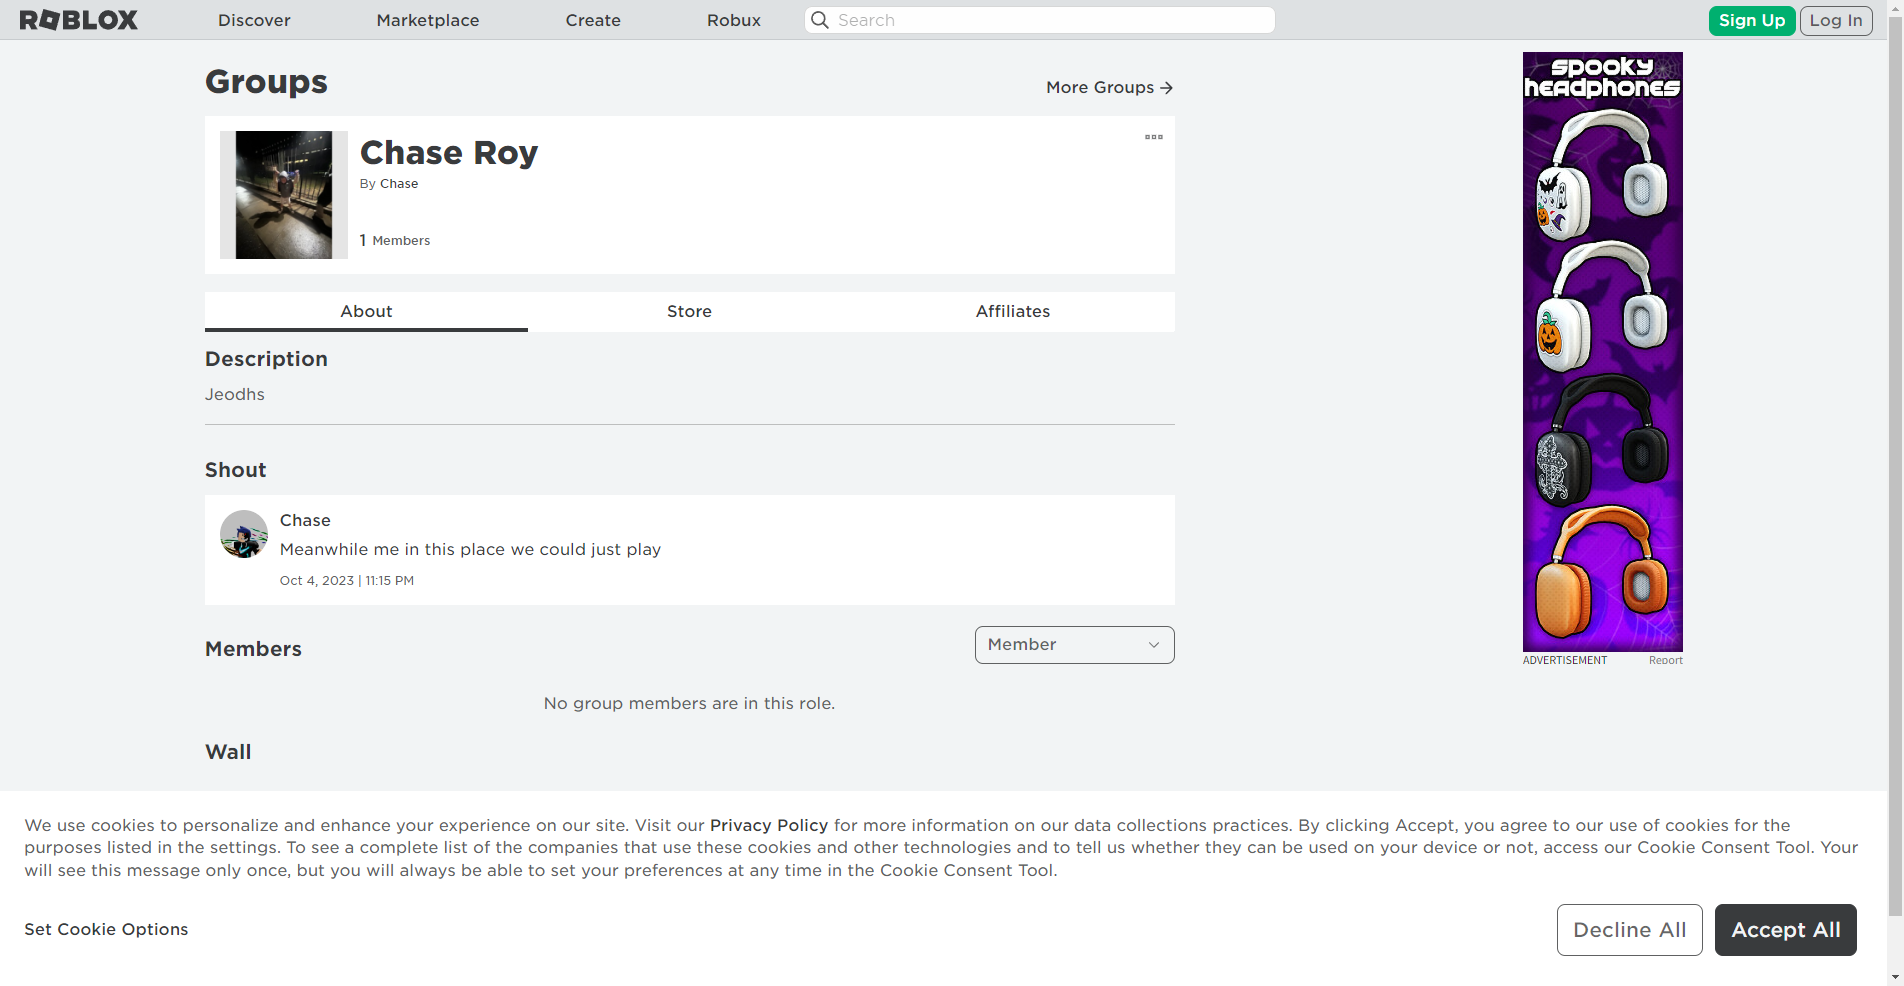 ROBLOX
Discover
Marketplace
Create
Robux
Search
Sign Up
Log In
Groups
More Groups
Chase Roy
By Chase
1 Members
About
Store
Affiliates
Description
Jeodhs
Shout
Chase
Meanwhile me in this place we could just play
Oct 4, 2023 | 11:15 PM
Members
Member
No group members are in this role.
Wall
spooky
headphones
ADVERTISEMENT
Report
We use cookies to personalize and enhance your experience on our site. Visit our Privacy Policy for more information on our data collections practices. By clicking Accept, you agree to our use of cookies for the
purposes listed in the settings. To see a complete list of the companies that use these cookies and other technologies and to tell us whether they can be used on your device or not, access our Cookie Consent Tool. Your
will see this message only once, but you will always be able to set your preferences at any time in the Cookie Consent Tool.
Set Cookie Options
Decline All
Accept All